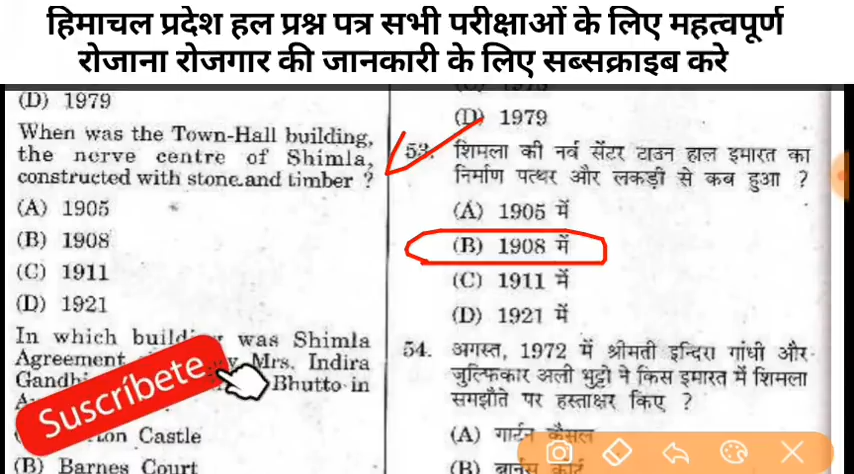 हिमाचल प्रदेश हल प्रश्न पत्र सभी परीक्षाओं के लिए महत्वपूर्ण
रोजाना रोजगार की जानकारी के लिए सब्सक्राइब करे
(D) 1979
When was the Town-Hall building,
the nerve centre of Shimla,
constructed with stone and timber ?
(A) 1905
(B) 1908
(C) 1911
(D) 1921
In which was Shimla
Agreement Mrs. Indira
Gandhi Bhutto in
Castle
(B) Barnes Court
(D) 1979
53. शिमला की नर्व सेंटर टाउन हाल इमारत का
निर्माण पत्थर और लकड़ी से कब हुआ ?
(A) 1905 में
(B) 1908 में
(C) 1911 में
(D) 1921 में
54. अगस्त, 1972 में श्रीमती इन्दिरा गांधी और
जुल्फिकार अली भुट्टो ने किस इमारत में शिमला
समझौते पर हस्ताक्षर किए ?
(A) गार्टन कैसल
(B) बार्नस कोर्ट
Suscríbete